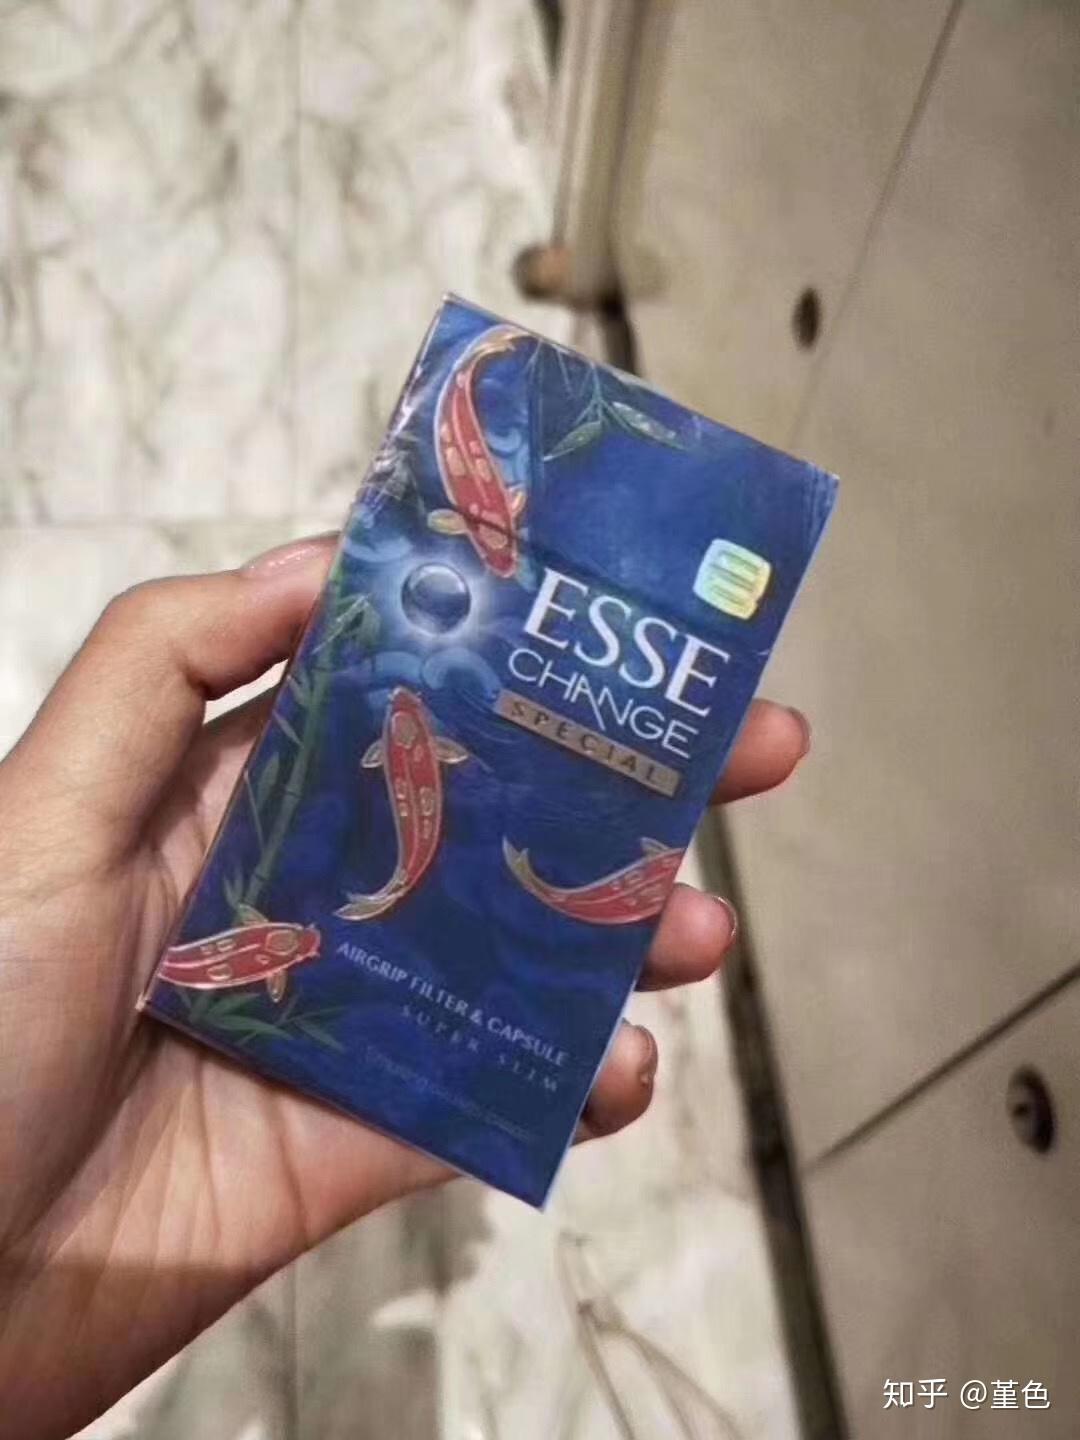 ESSE
CHANGE
SPECIAL
AIRGRIP FILTER & CAPSULE
SUPER SLIM
知乎 @堇色